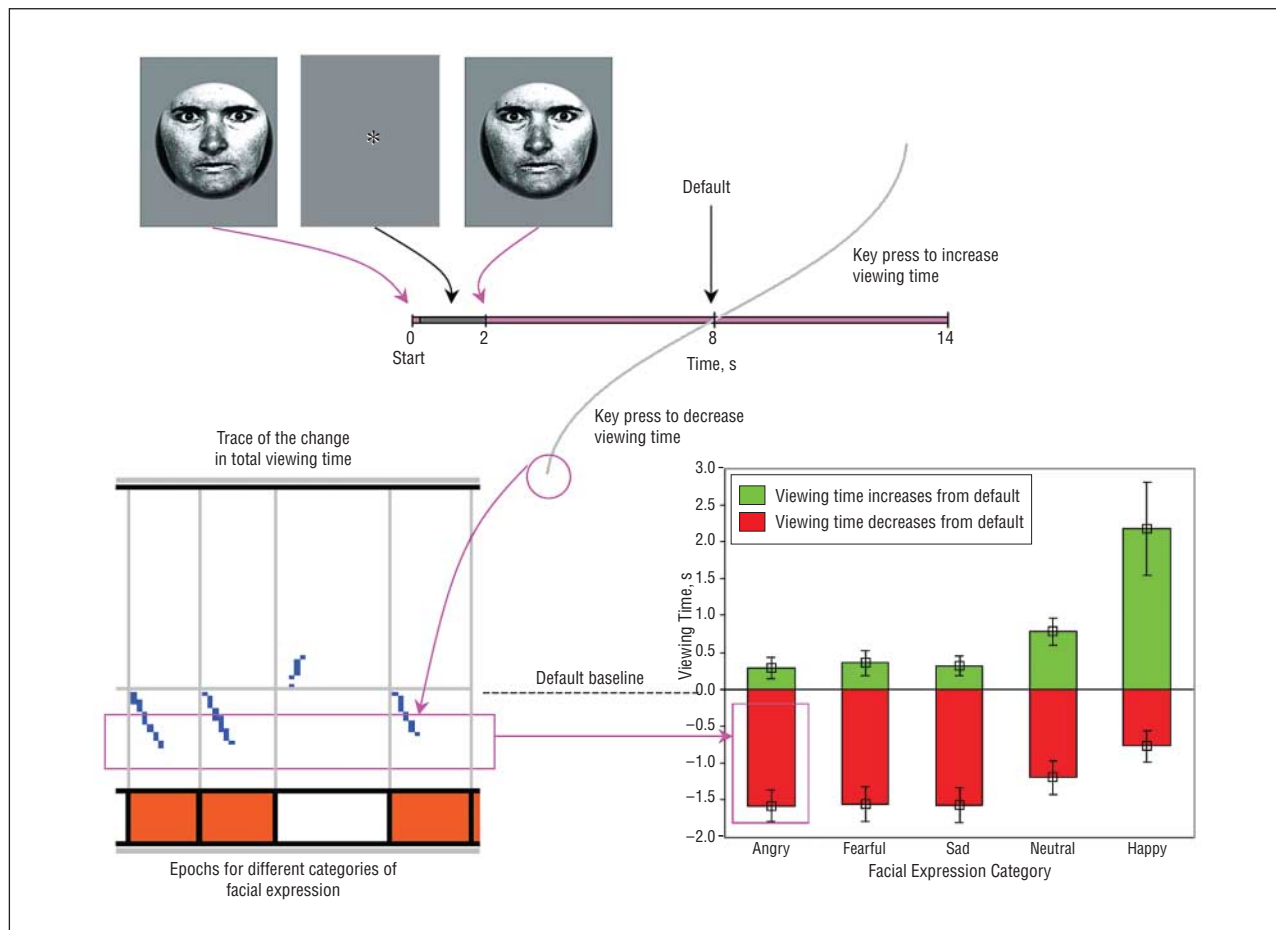 *
Default
Key press to increase
viewing time
0
2
8
14
Start
Time, s
Key press to decrease
viewing time
Trace of the change
in total viewing time
Default baseline
Epochs for different categories of
facial expression
Viewing time increases from default
Viewing time decreases from default
Viewing Time, s
3.0
2.5
2.0
1.0
0.5
0.0
−0.5
−1.0
−1.5
−2.0
Angry
Fearful
Sad
Neutral
Happy
Facial Expression Category